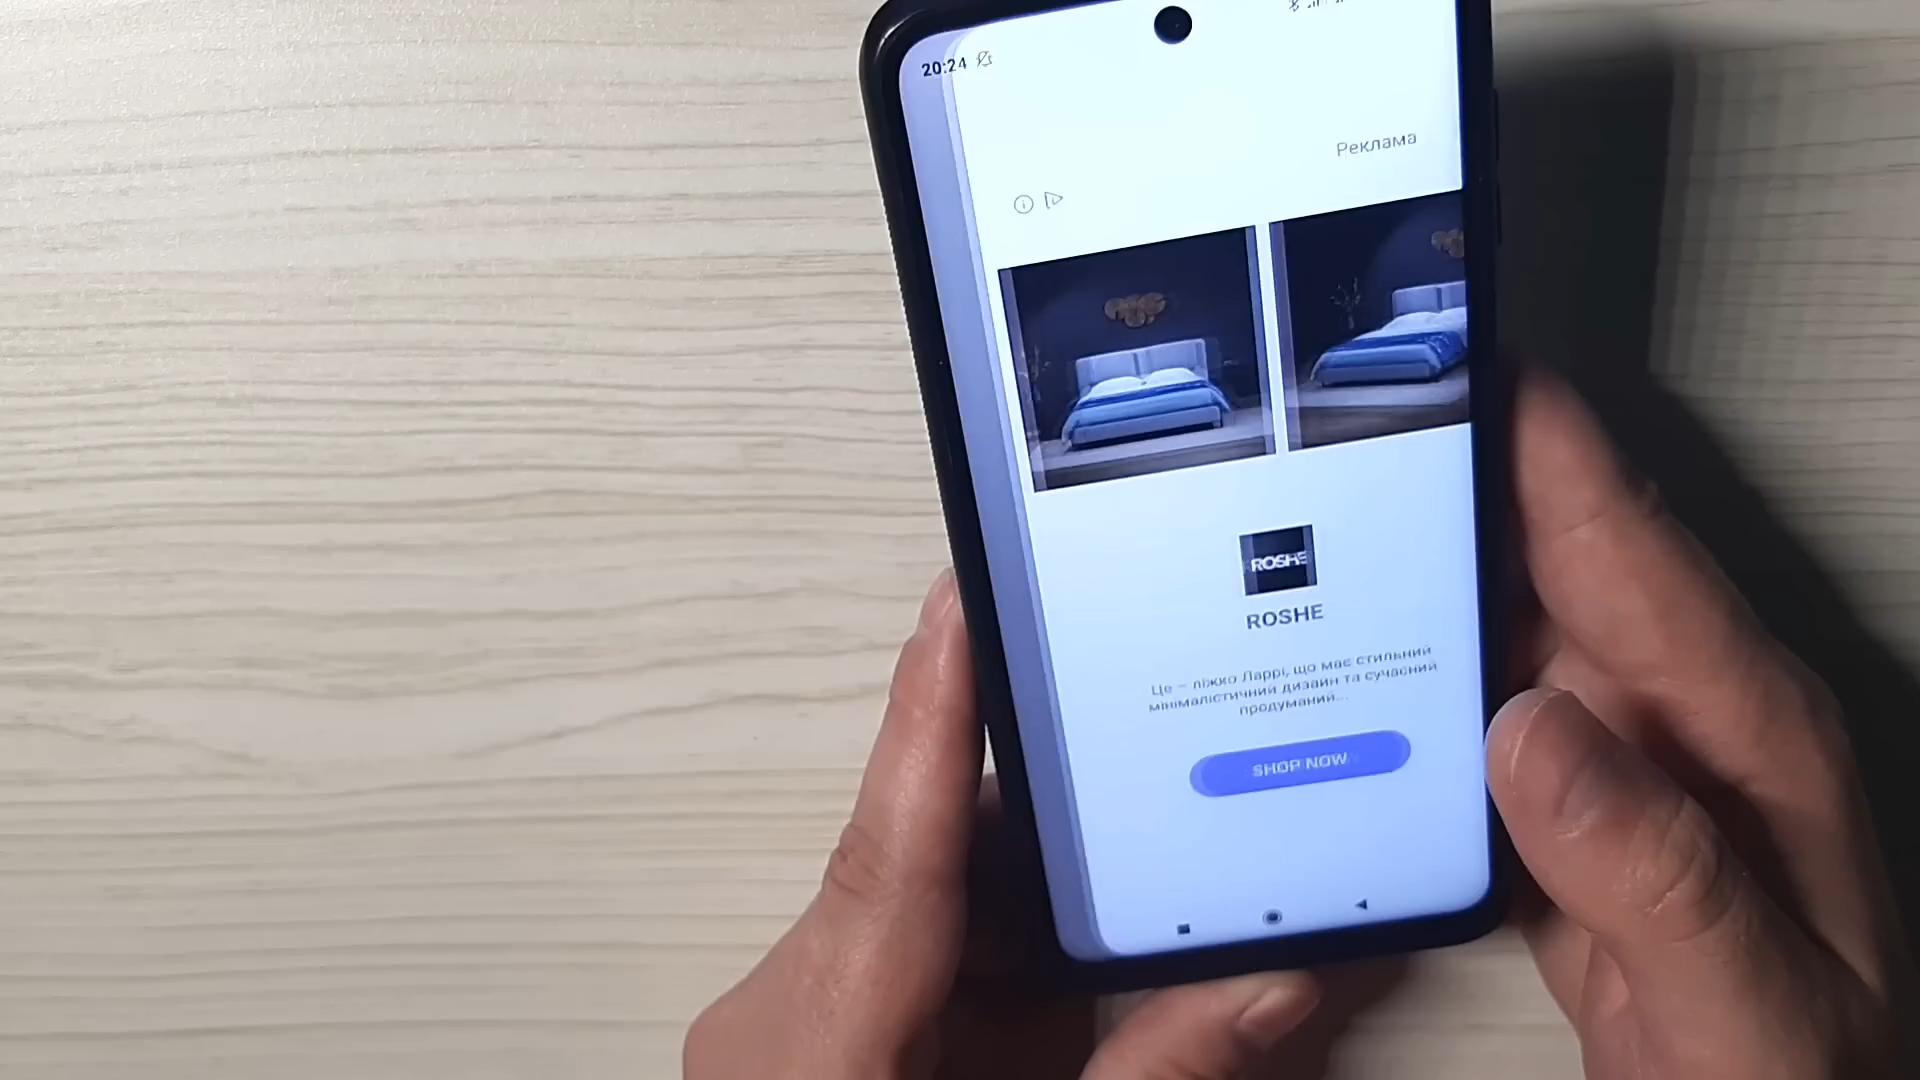 20:24
Реклама
ROSHE
ROSHE
Це – ліжко Ларрі, що має стильний
мінімалістичний дизайн та сучасний
продуманий...
SHOP NOW